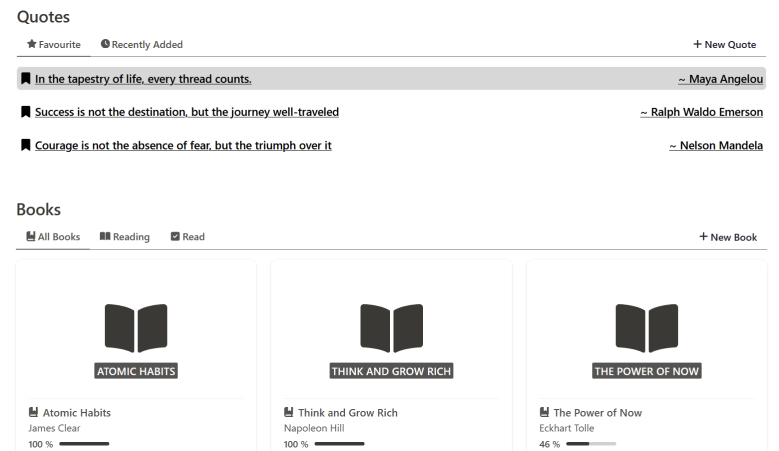 Quotes
Favourite Recently Added + New Quote
In the tapestry of life, every thread counts. ~ Maya Angelou
Success is not the destination, but the journey well-traveled ~ Ralph Waldo Emerson
Courage is not the absence of fear, but the triumph over it ~ Nelson Mandela
Books
All Books Reading Read + New Book
ATOMIC HABITS THINK AND GROW RICH THE POWER OF NOW
Atomic Habits Think and Grow Rich The Power of Now
James Clear Napoleon Hill Eckhart Tolle
100 % 100 % 46 %